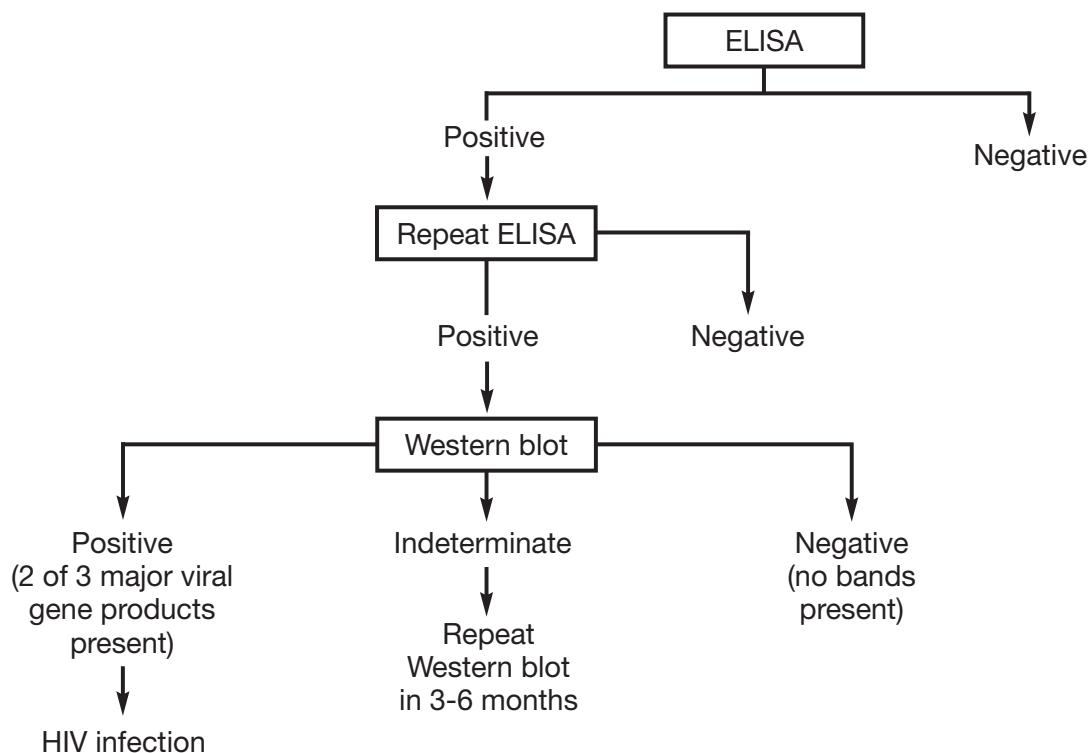 ELISA
Positive
Negative
Repeat ELISA
Positive
Negative
Western blot
Positive
(2 of 3 major viral
gene products
present)
HIV infection
Indeterminate
Repeat
Western blot
in 3-6 months
Negative
(no bands
present)